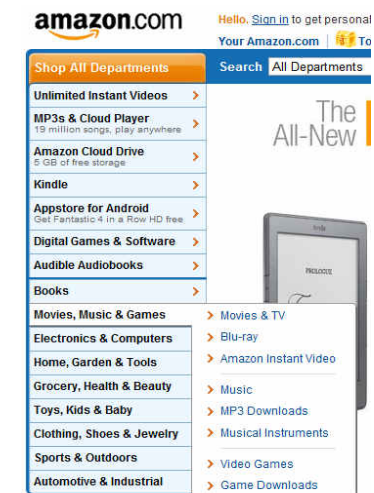 amazon.com
Hello. Sign in to get personal
Your Amazon.com
Shop All Departments
Search All Departments
Unlimited Instant Videos
MP3s & Cloud Player
19 million songs, play anywhere
Amazon Cloud Drive
5 GB of free storage
Kindle
Appstore for Android
Get Fantastic 4 in a Row HD free
Digital Games & Software
Audible Audiobooks
Books
Movies, Music & Games
Electronics & Computers
Home, Garden & Tools
Grocery, Health & Beauty
Toys, Kids & Baby
Clothing, Shoes & Jewelry
Sports & Outdoors
Automotive & Industrial
Movies & TV
Blu-ray
Amazon Instant Video
Music
MP3 Downloads
Musical Instruments
Video Games
Game Downloads
The
All-New
kindle
PROLOGUE